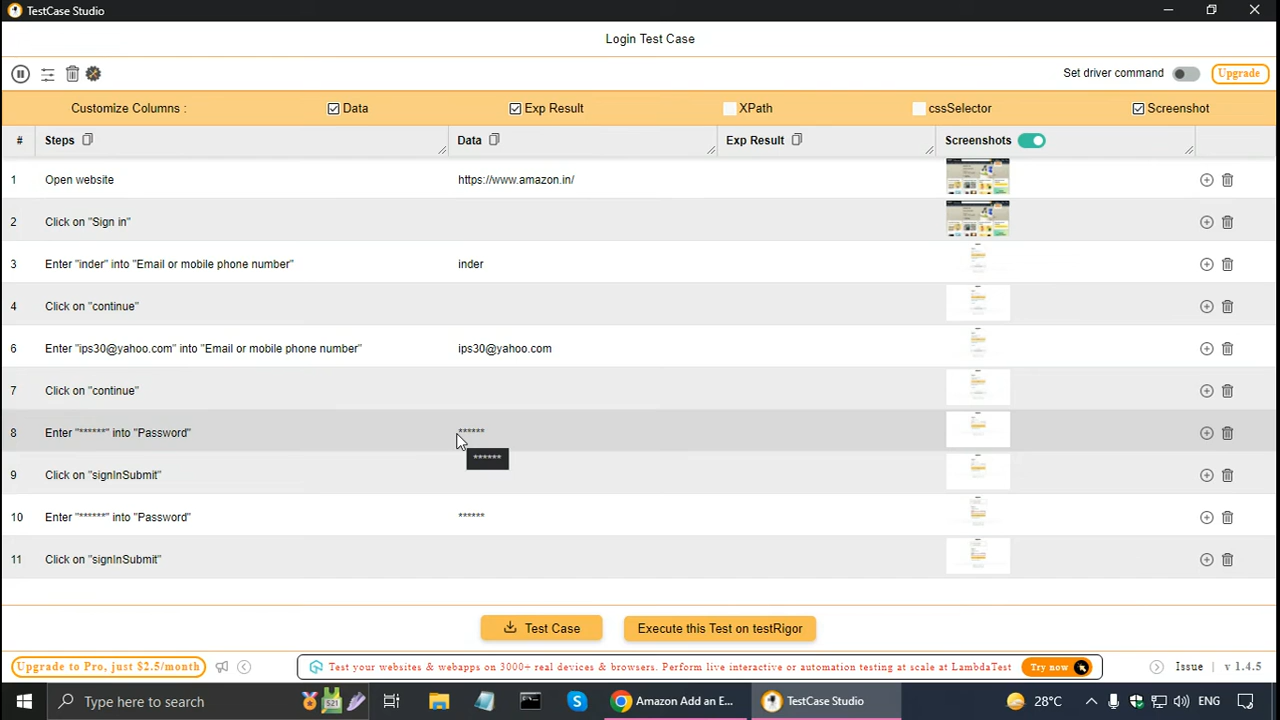 TestCase Studio
Login Test Case
Set driver command Upgrade
Customize Columns : Data Exp Result XPath cssSelector Screenshot
# Steps Data Exp Result Screenshots
1 Open website https://www.amazon.in/
2 Click on "Sign in"
3 Enter "inder" into "Email or mobile phone number" inder
4 Click on "continue"
6 Enter "ips30@yahoo.com" into "Email or mobile phone number" ips30@yahoo.com
7 Click on "continue"
8 Enter "******" into "Password" ******
******
9 Click on "signInSubmit"
10 Enter "******" into "Password" ******
11 Click on "signInSubmit"
Test Case Execute this Test on testRigor
Upgrade to Pro, just $2.5/month Test your websites & webapps on 3000+ real devices & browsers. Perform live interactive or automation testing at scale at LambdaTest Try now Issue | v 1.4.5
Type here to search Amazon Add an E... TestCase Studio 28°C ENG